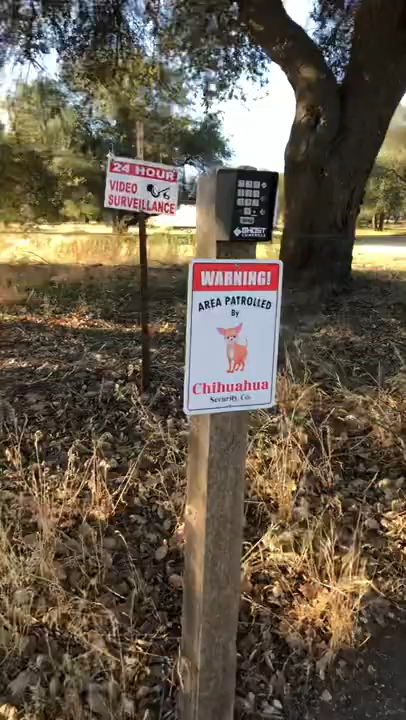 24 HOUR
VIDEO
SURVEILLANCE
GHOST
CONTROLS
WARNING!
AREA PATROLLED
By
Chihuahua
Security Co.